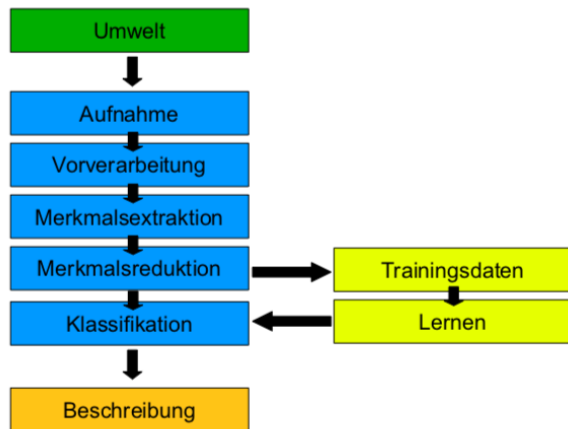 Umwelt
Aufnahme
Vorverarbeitung
Merkmalsextraktion
Merkmalsreduktion
Trainingsdaten
Klassifikation
Lernen
Beschreibung